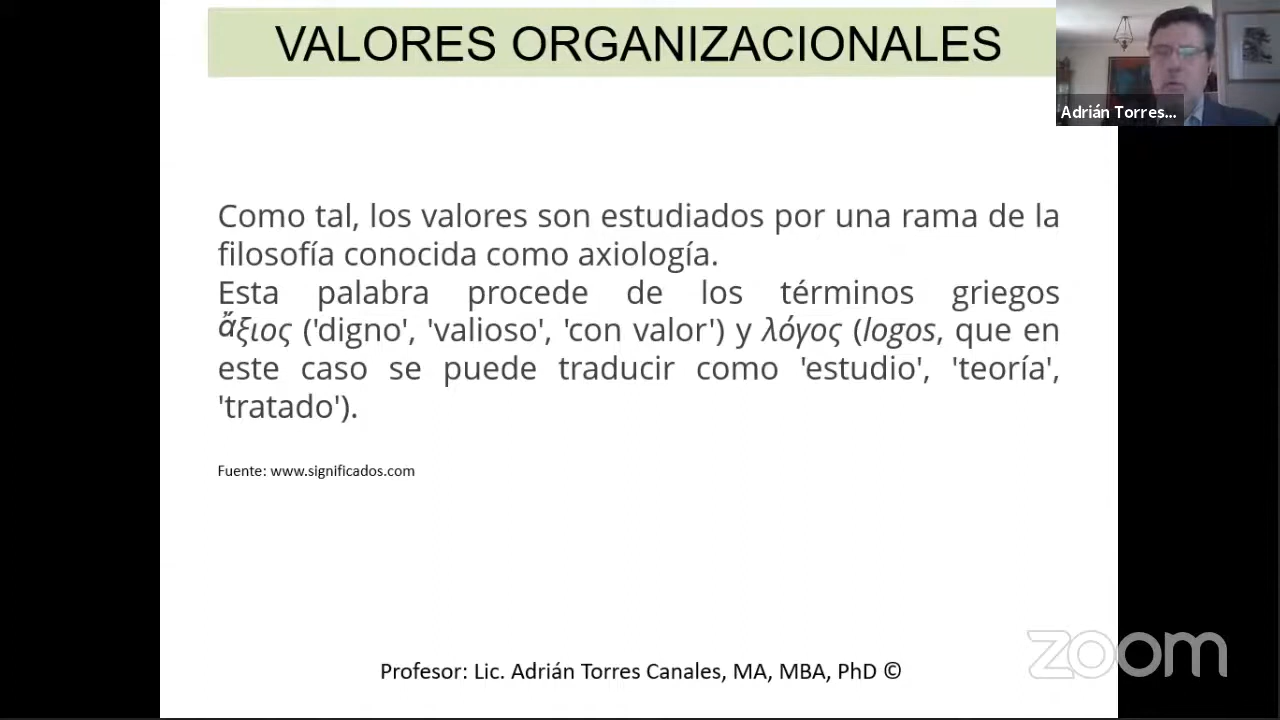 VALORES ORGANIZACIONALES
Adrián Torres...
Como tal, los valores son estudiados por una rama de la
filosofía conocida como axiología.
Esta palabra procede de los términos griegos
ἄξιος ('digno', 'valioso', 'con valor') y λόγος (logos, que en
este caso se puede traducir como 'estudio', 'teoría',
'tratado').
Fuente: www.significados.com
Profesor: Lic. Adrián Torres Canales, MA, MBA, PhD ©
zoom